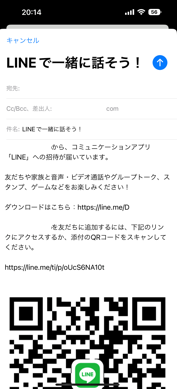 20:14
56
キャンセル
LINEで一緒に話そう！
宛先:
Cc/Bcc、差出人: com
件名: LINEで一緒に話そう！
から、コミュニケーションアプリ
「LINE」への招待が届いています。
友だちや家族と音声・ビデオ通話やグループトーク、ス
タンプ、ゲームなどをお楽しみください！
ダウンロードはこちら：https://line.me/D
を友だちに追加するには、下記のリン
クにアクセスするか、添付のQRコードをスキャンして
ください。
https://line.me/ti/p/oUcS6NA10t
LINE